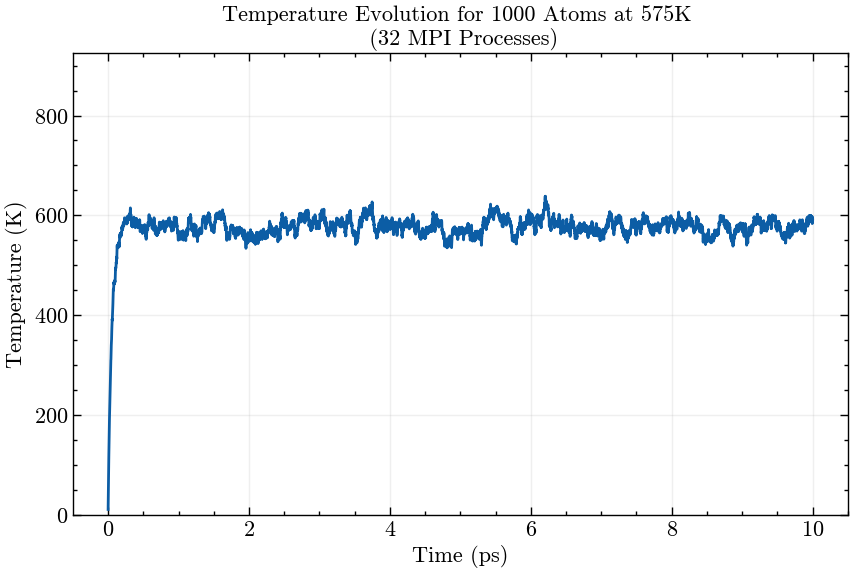 Temperature Evolution for 1000 Atoms at 575K
(32 MPI Processes)
Temperature (K)
800
600
400
200
0
0 2 4 6 8 10
Time (ps)